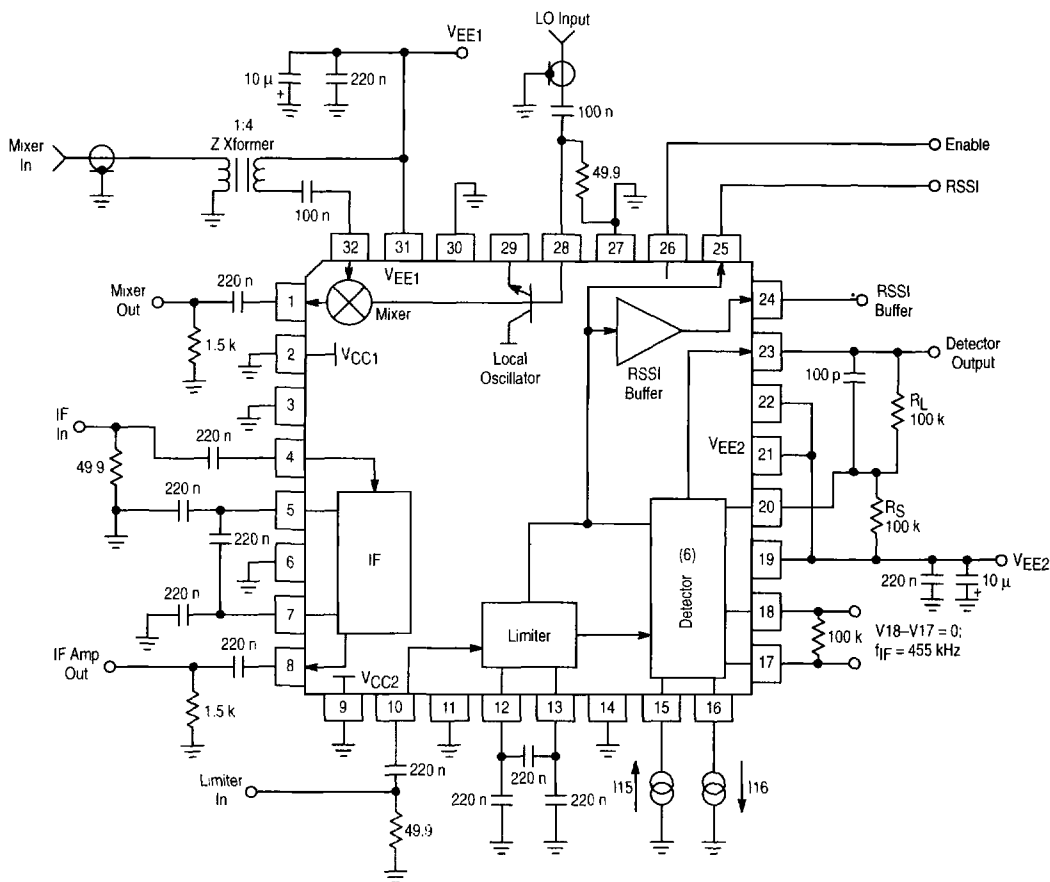 LO Input
VEE1
10 µ
+
220 n
100 n
1:4
Z Xformer
Mixer
In
100 n
49.9
Enable
RSSI
32
31
30
29
28
27
26
25
VEE1
Mixer
Out
220 n
1.5 k
1
Mixer
Local
Oscillator
RSSI
Buffer
24
RSSI
Buffer
2
VCC1
23
Detector
Output
100 p
RL
100 k
3
22
IF
In
220 n
49 9
4
VEE2
21
220 n
5
20
RS
100 k
220 n
IF
(6)
Detector
6
19
VEE2
220 n
10 µ
+
220 n
7
Limiter
18
100 k
V18–V17 = 0;
fIF = 455 kHz
IF Amp
Out
220 n
8
17
1.5 k
VCC2
9
10
11
12
13
14
15
16
220 n
220 n
220 n
220 n
I15
I16
Limiter
In
49.9